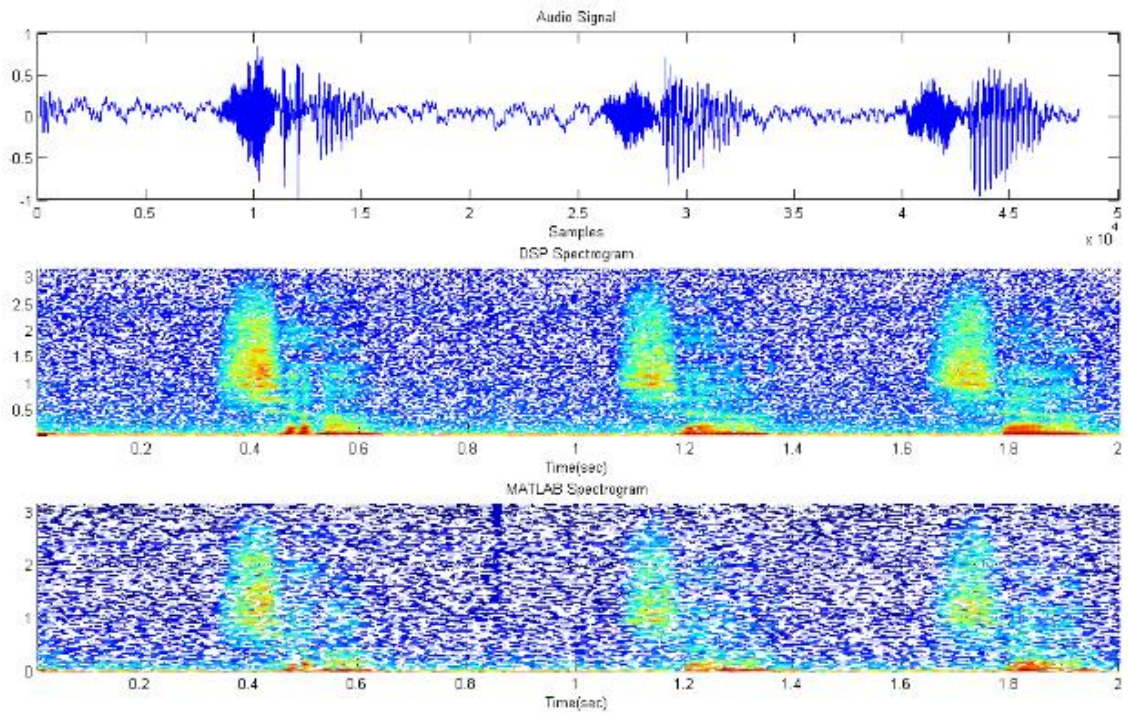 Audio Signal
1
0.5
0
-0.5
-1
0 0.5 1 1.5 2 2.5 3 3.5 4 4.5 5
Samples
x 10^4
DSP Spectrogram
3
2.5
2
1.5
1
0.5
0.2 0.4 0.6 0.8 1 1.2 1.4 1.6 1.8 2
Time(sec)
MATLAB Spectrogram
3
2
1
0
0.2 0.4 0.6 0.8 1 1.2 1.4 1.6 1.8 2
Time(sec)